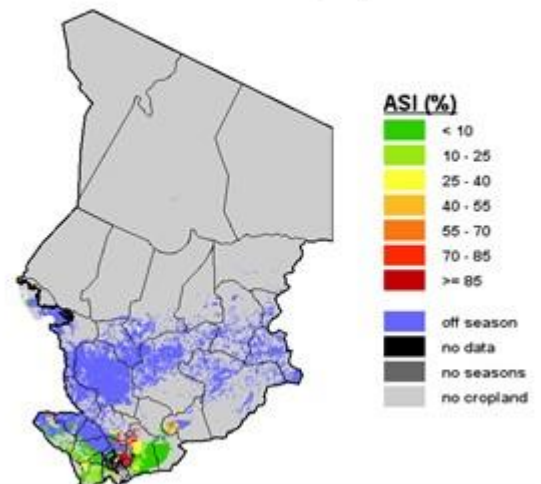 ASI (%)
< 10
10 - 25
25 - 40
40 - 55
55 - 70
70 - 85
>= 85
off season
no data
no seasons
no cropland